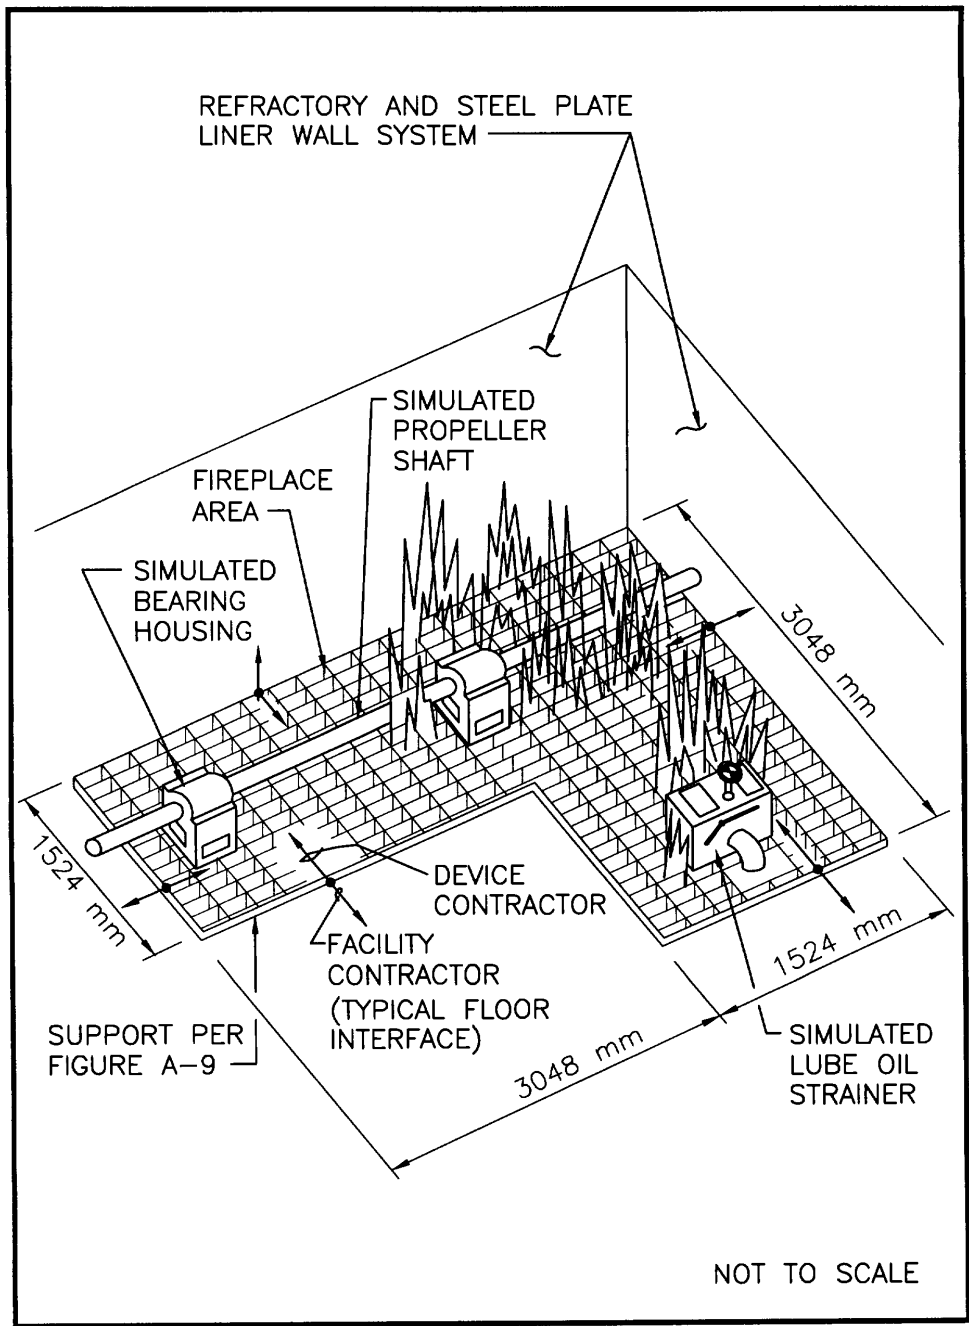 REFRACTORY AND STEEL PLATE
LINER WALL SYSTEM
SIMULATED
PROPELLER
SHAFT
FIREPLACE
AREA
SIMULATED
BEARING
HOUSING
3048 mm
1524 mm
DEVICE
CONTRACTOR
FACILITY
CONTRACTOR
(TYPICAL FLOOR
INTERFACE)
1524 mm
SUPPORT PER
FIGURE A-9
3048 mm
SIMULATED
LUBE OIL
STRAINER
NOT TO SCALE